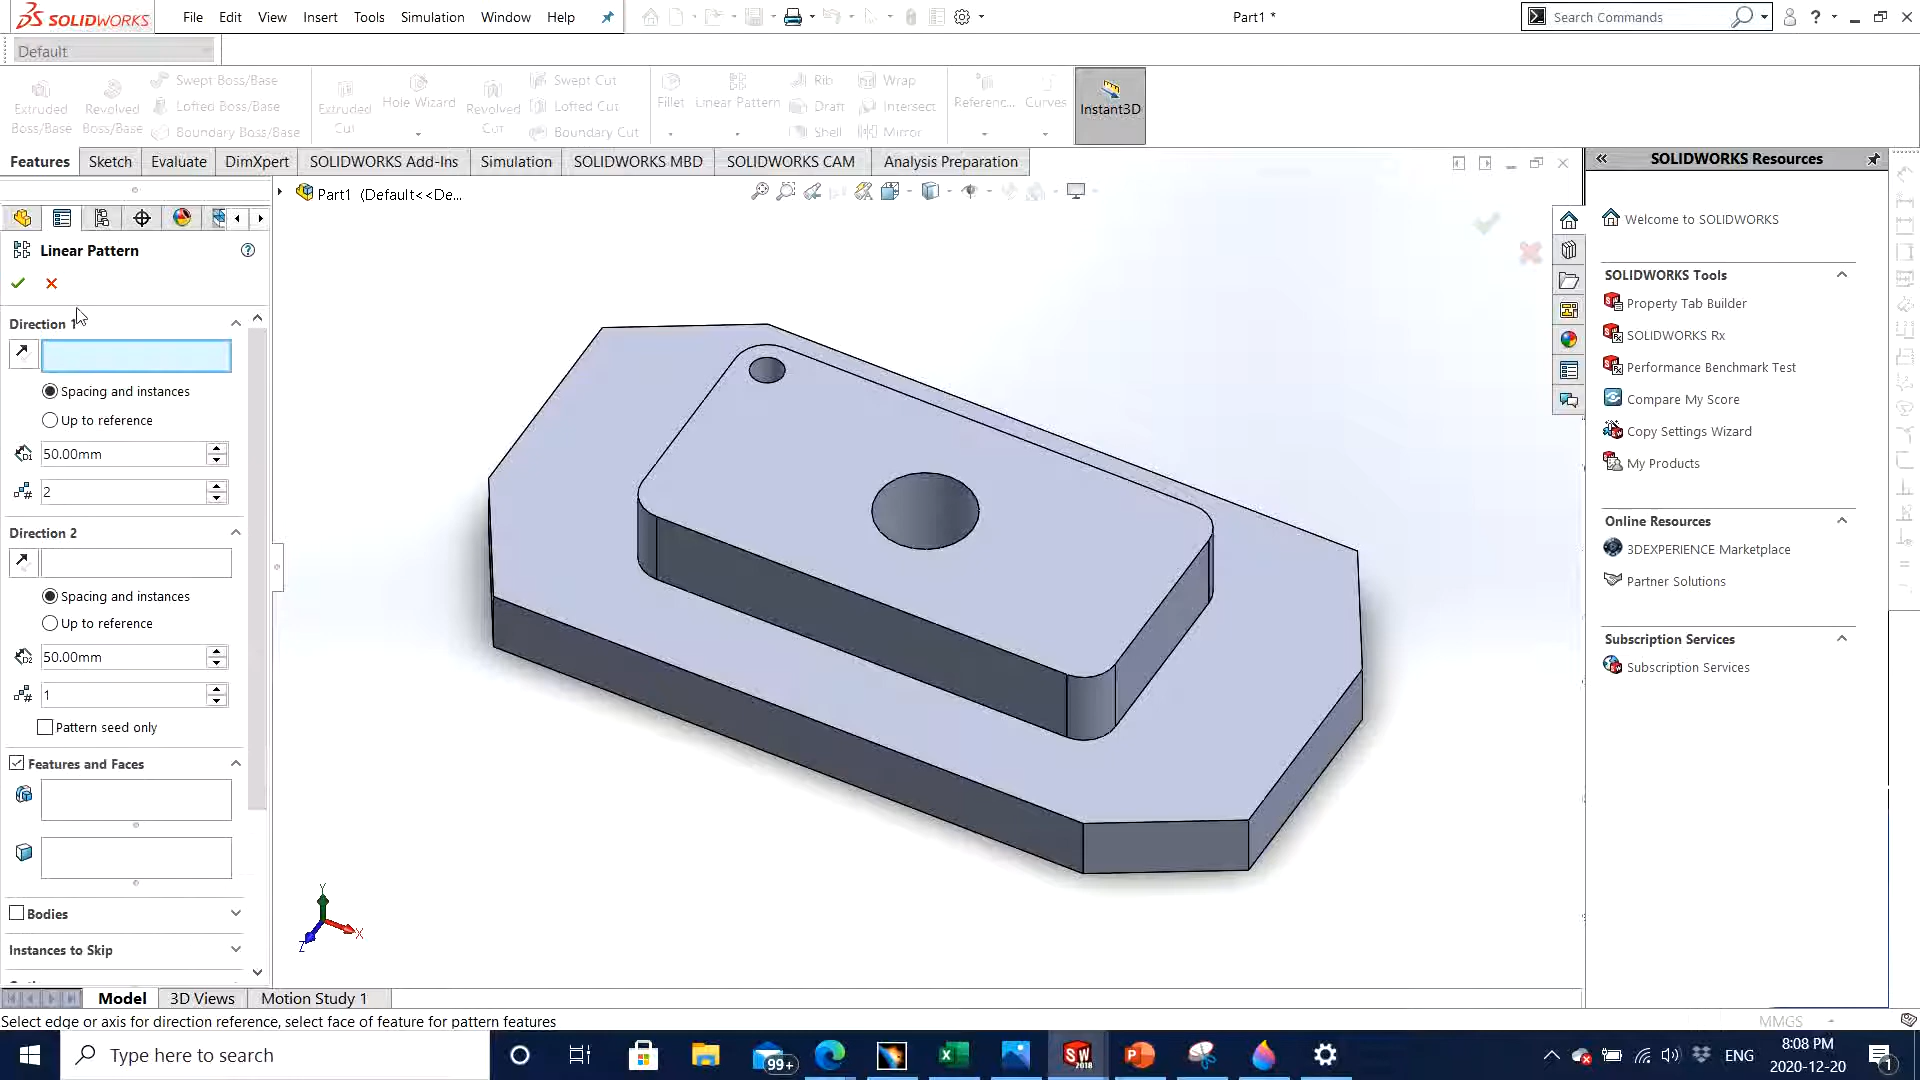 SOLIDWORKS File Edit View Insert Tools Simulation Window Help Part1 * Search Commands
Default
Extruded Boss/Base Revolved Boss/Base Swept Boss/Base Lofted Boss/Base Boundary Boss/Base Extruded Cut Hole Wizard Revolved Cut Swept Cut Lofted Cut Boundary Cut Fillet Linear Pattern Rib Draft Shell Wrap Intersect Mirror Referenc... Curves Instant3D
Features Sketch Evaluate DimXpert SOLIDWORKS Add-Ins Simulation SOLIDWORKS MBD SOLIDWORKS CAM Analysis Preparation
Part1 (Default<<De...
Linear Pattern
Direction 1
Spacing and instances
Up to reference
50.00mm
2
Direction 2
Spacing and instances
Up to reference
50.00mm
1
Pattern seed only
Features and Faces
Bodies
Instances to Skip
Y
X
Z
SOLIDWORKS Resources
Welcome to SOLIDWORKS
SOLIDWORKS Tools
Property Tab Builder
SOLIDWORKS Rx
Performance Benchmark Test
Compare My Score
Copy Settings Wizard
My Products
Online Resources
3DEXPERIENCE Marketplace
Partner Solutions
Subscription Services
Subscription Services
Model 3D Views Motion Study 1
Select edge or axis for direction reference, select face of feature for pattern features MMGS
Type here to search 99+ SW 2018 ENG 8:08 PM
2020-12-20 1